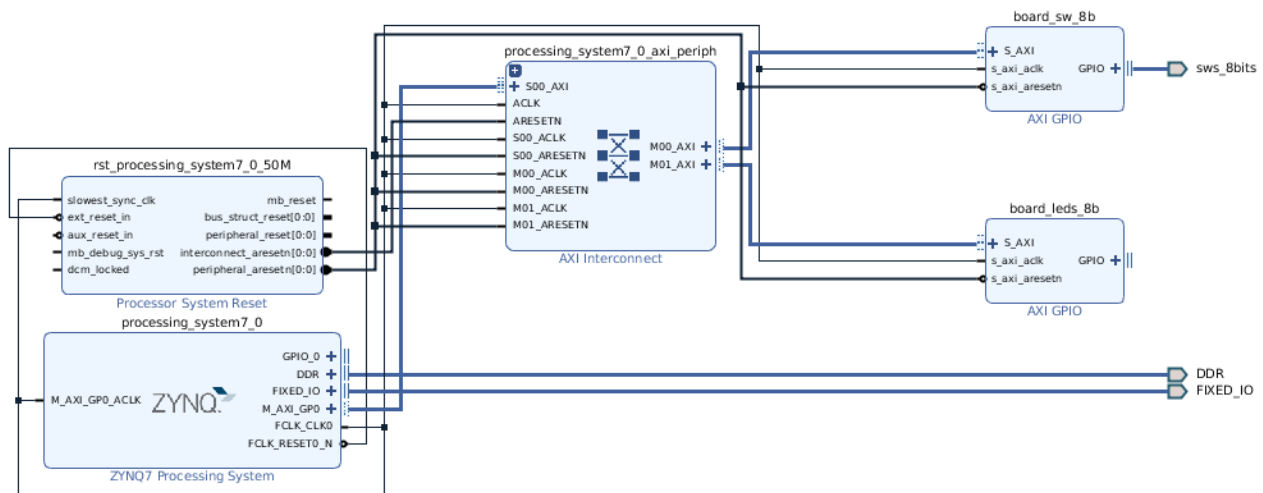 board_sw_8b
S_AXI
s_axi_aclk
s_axi_aresetn
GPIO
AXI GPIO
sws_8bits
processing_system7_0_axi_periph
S00_AXI
ACLK
ARESETN
S00_ACLK
S00_ARESETN
M00_ACLK
M00_ARESETN
M01_ACLK
M01_ARESETN
M00_AXI
M01_AXI
AXI Interconnect
rst_processing_system7_0_50M
slowest_sync_clk
ext_reset_in
aux_reset_in
mb_debug_sys_rst
dcm_locked
mb_reset
bus_struct_reset[0:0]
peripheral_reset[0:0]
interconnect_aresetn[0:0]
peripheral_aresetn[0:0]
Processor System Reset
board_leds_8b
S_AXI
s_axi_aclk
s_axi_aresetn
GPIO
AXI GPIO
processing_system7_0
M_AXI_GP0_ACLK
ZYNQ
GPIO_0
DDR
FIXED_IO
M_AXI_GP0
FCLK_CLK0
FCLK_RESET0_N
ZYNQ7 Processing System
DDR
FIXED_IO